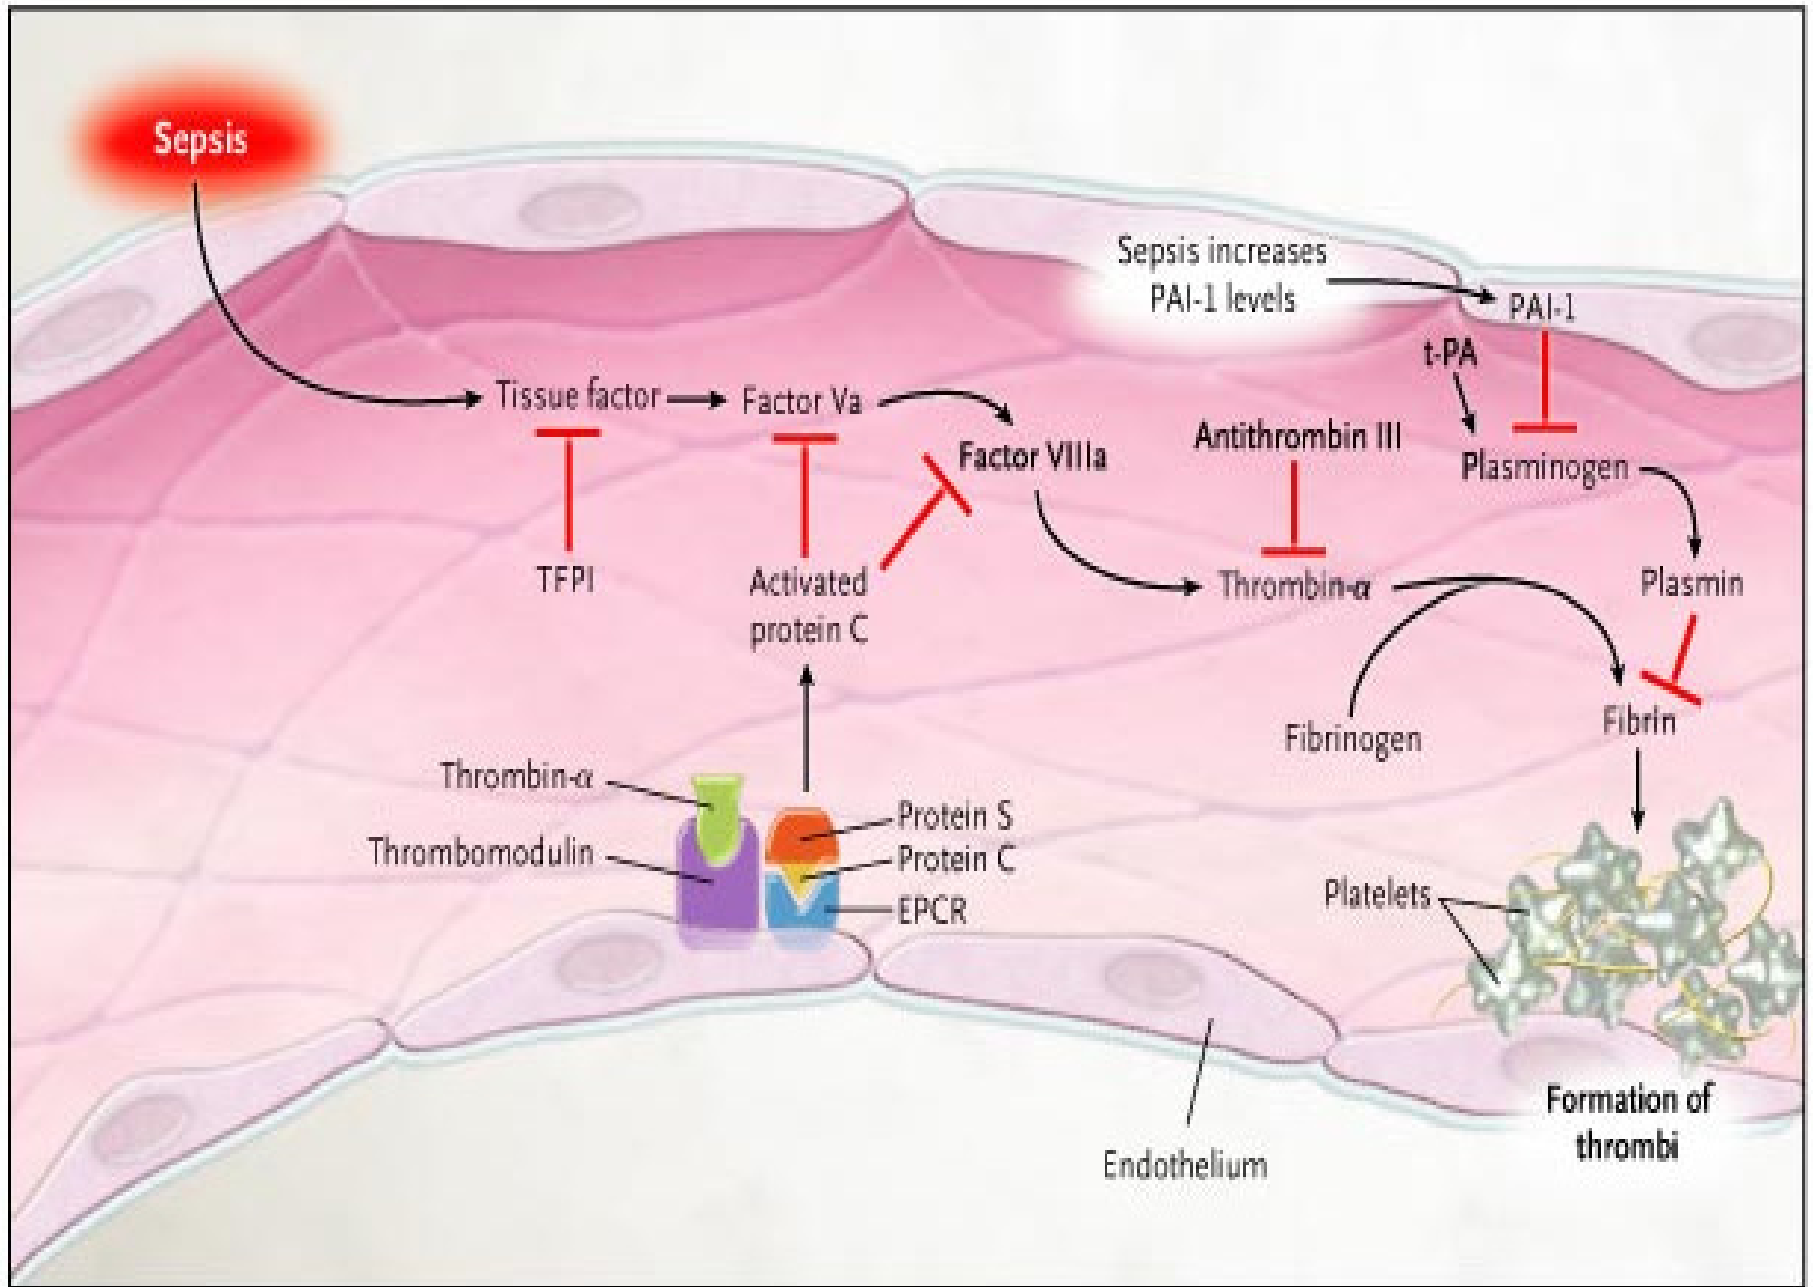 Sepsis
Sepsis increases
PAI-1 levels
PAI-1
t-PA
Tissue factor
Factor Va
Factor VIIIa
Antithrombin III
Plasminogen
TFPI
Activated
protein C
Thrombin-α
Plasmin
Fibrinogen
Fibrin
Thrombin-α
Thrombomodulin
Protein S
Protein C
EPCR
Platelets
Formation of
thrombi
Endothelium